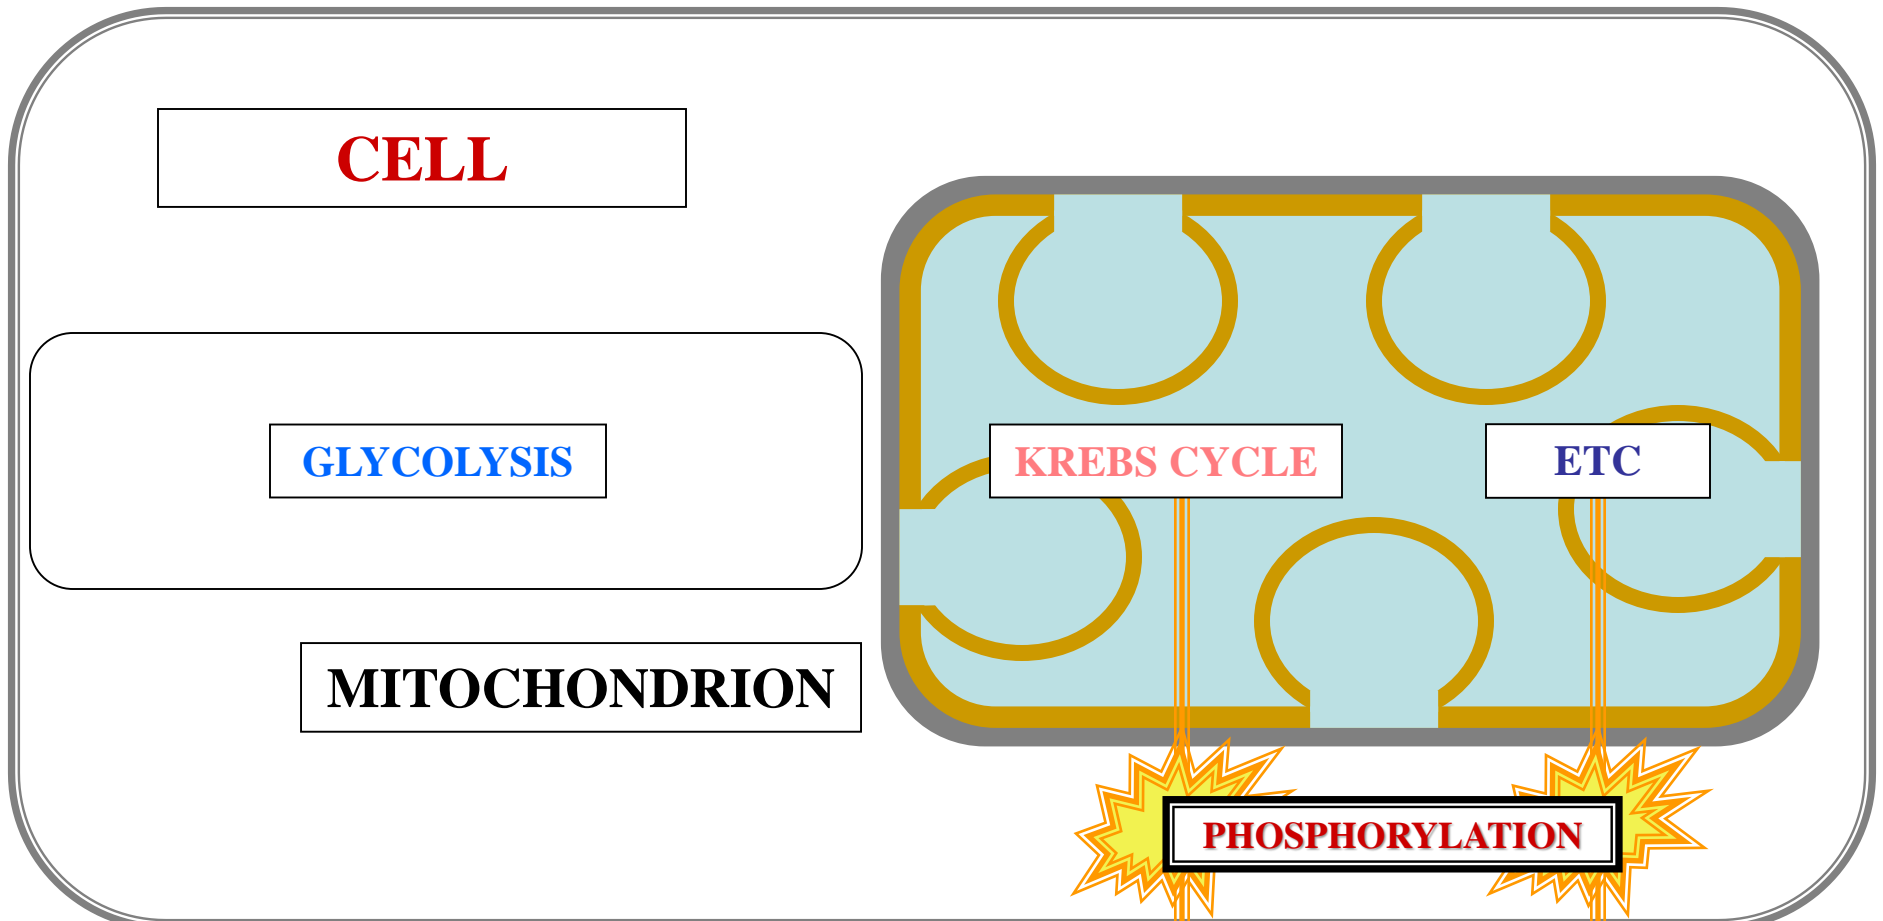 CELL
GLYCOLYSIS
KREBS CYCLE
ETC
MITOCHONDRION
PHOSPHORYLATION